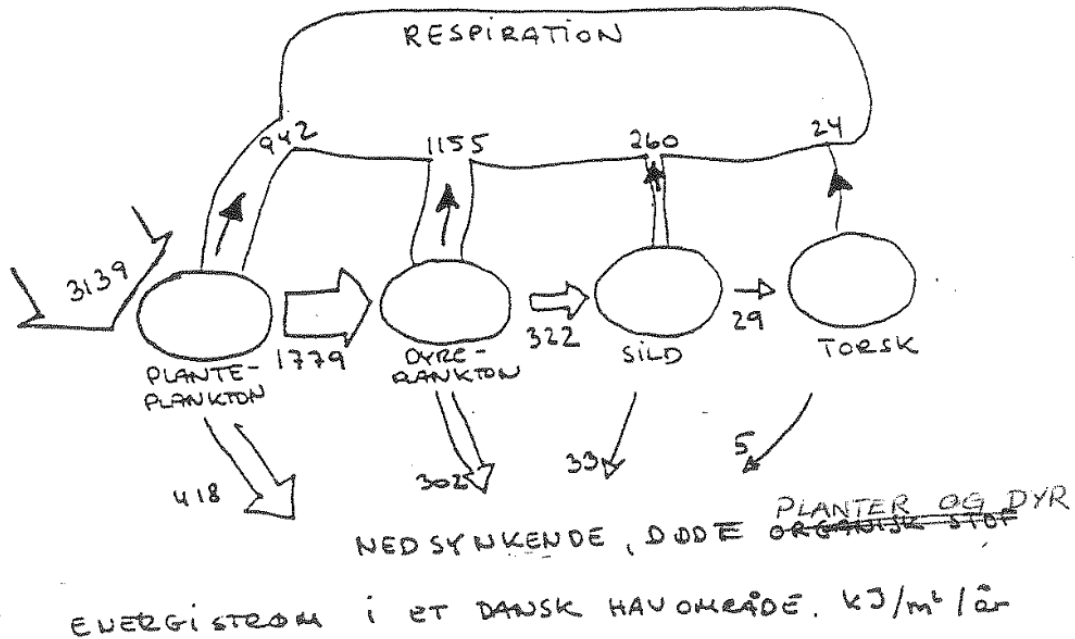 RESPIRATION
942
1155
260
24
3139
1779
322
29
PLANTE-
PLANKTON
DYRE-
PLANKTON
SILD
TORSK
418
302
33
5
PLANTER OG DYR
NEDSYNKENDE, DØDE ORGANISK STOF
ENERGISTRØM i ET DANSK HAVOMRÅDE. KJ/m²/år